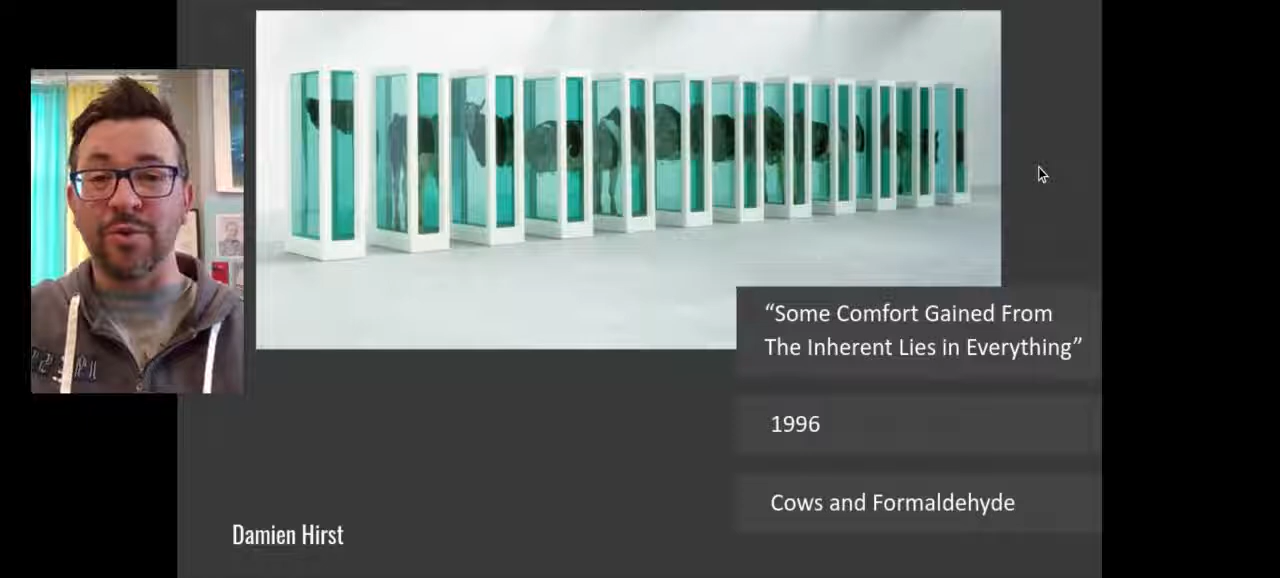 “Some Comfort Gained From
The Inherent Lies in Everything”
1996
Cows and Formaldehyde
Damien Hirst